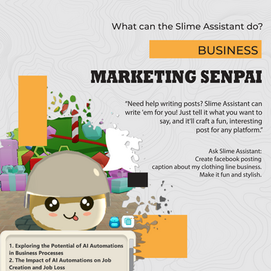 What can the Slime Assistant do?
BUSINESS
MARKETING SENPAI
"Need help writing posts? Slime Assistant can
write 'em for you! Just tell it what you want to
say, and it'll craft a fun, interesting
post for any platform."
Ask Slime Assistant:
Create facebook posting
caption about my clothing line business.
Make it fun and stylish.
1. Exploring the Potential of AI Automations
in Business Processes
2. The Impact of AI Automations on Job
Creation and Job Loss